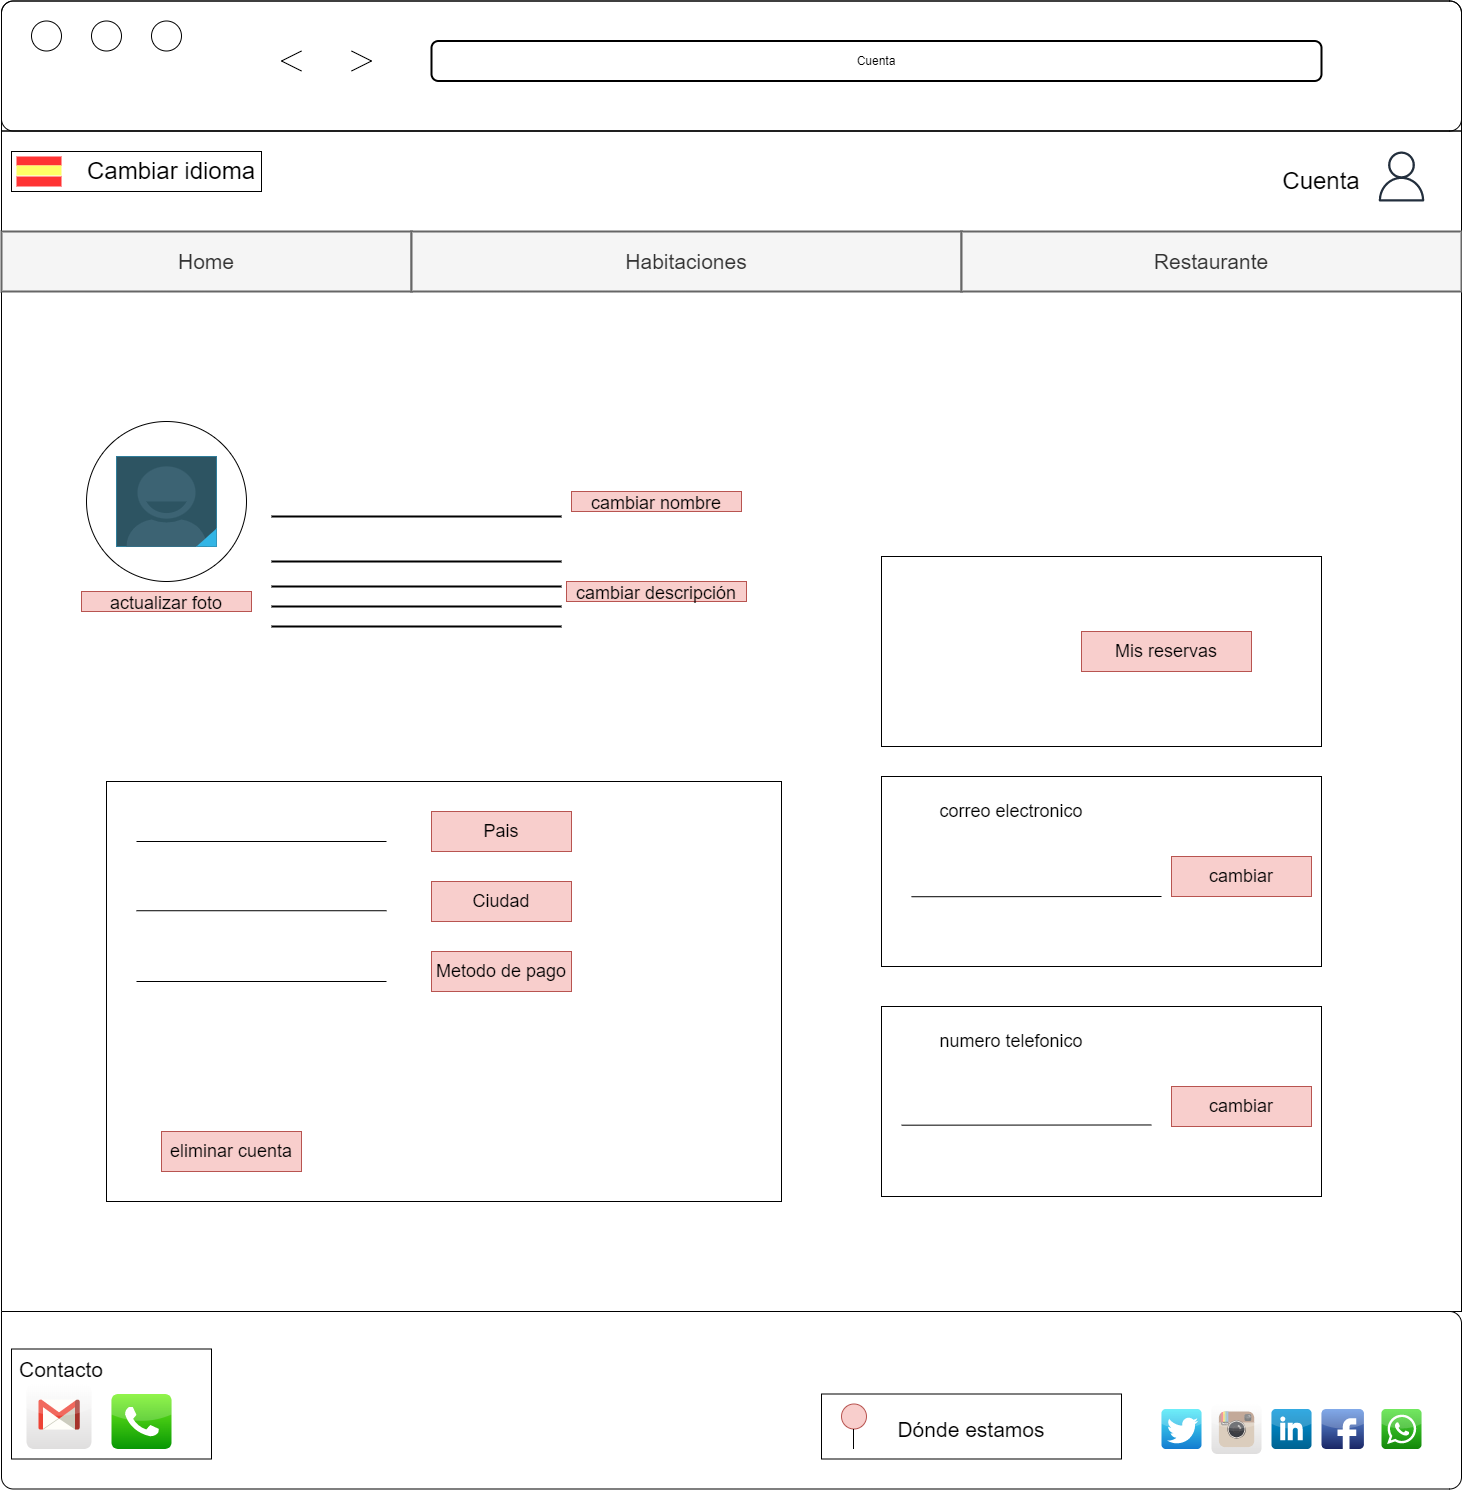 Cuenta
Cambiar idioma
Cuenta
Home
Habitaciones
Restaurante
cambiar nombre
cambiar descripción
actualizar foto
Mis reservas
Pais
Ciudad
Metodo de pago
eliminar cuenta
correo electronico
cambiar
numero telefonico
cambiar
Contacto
Dónde estamos
in